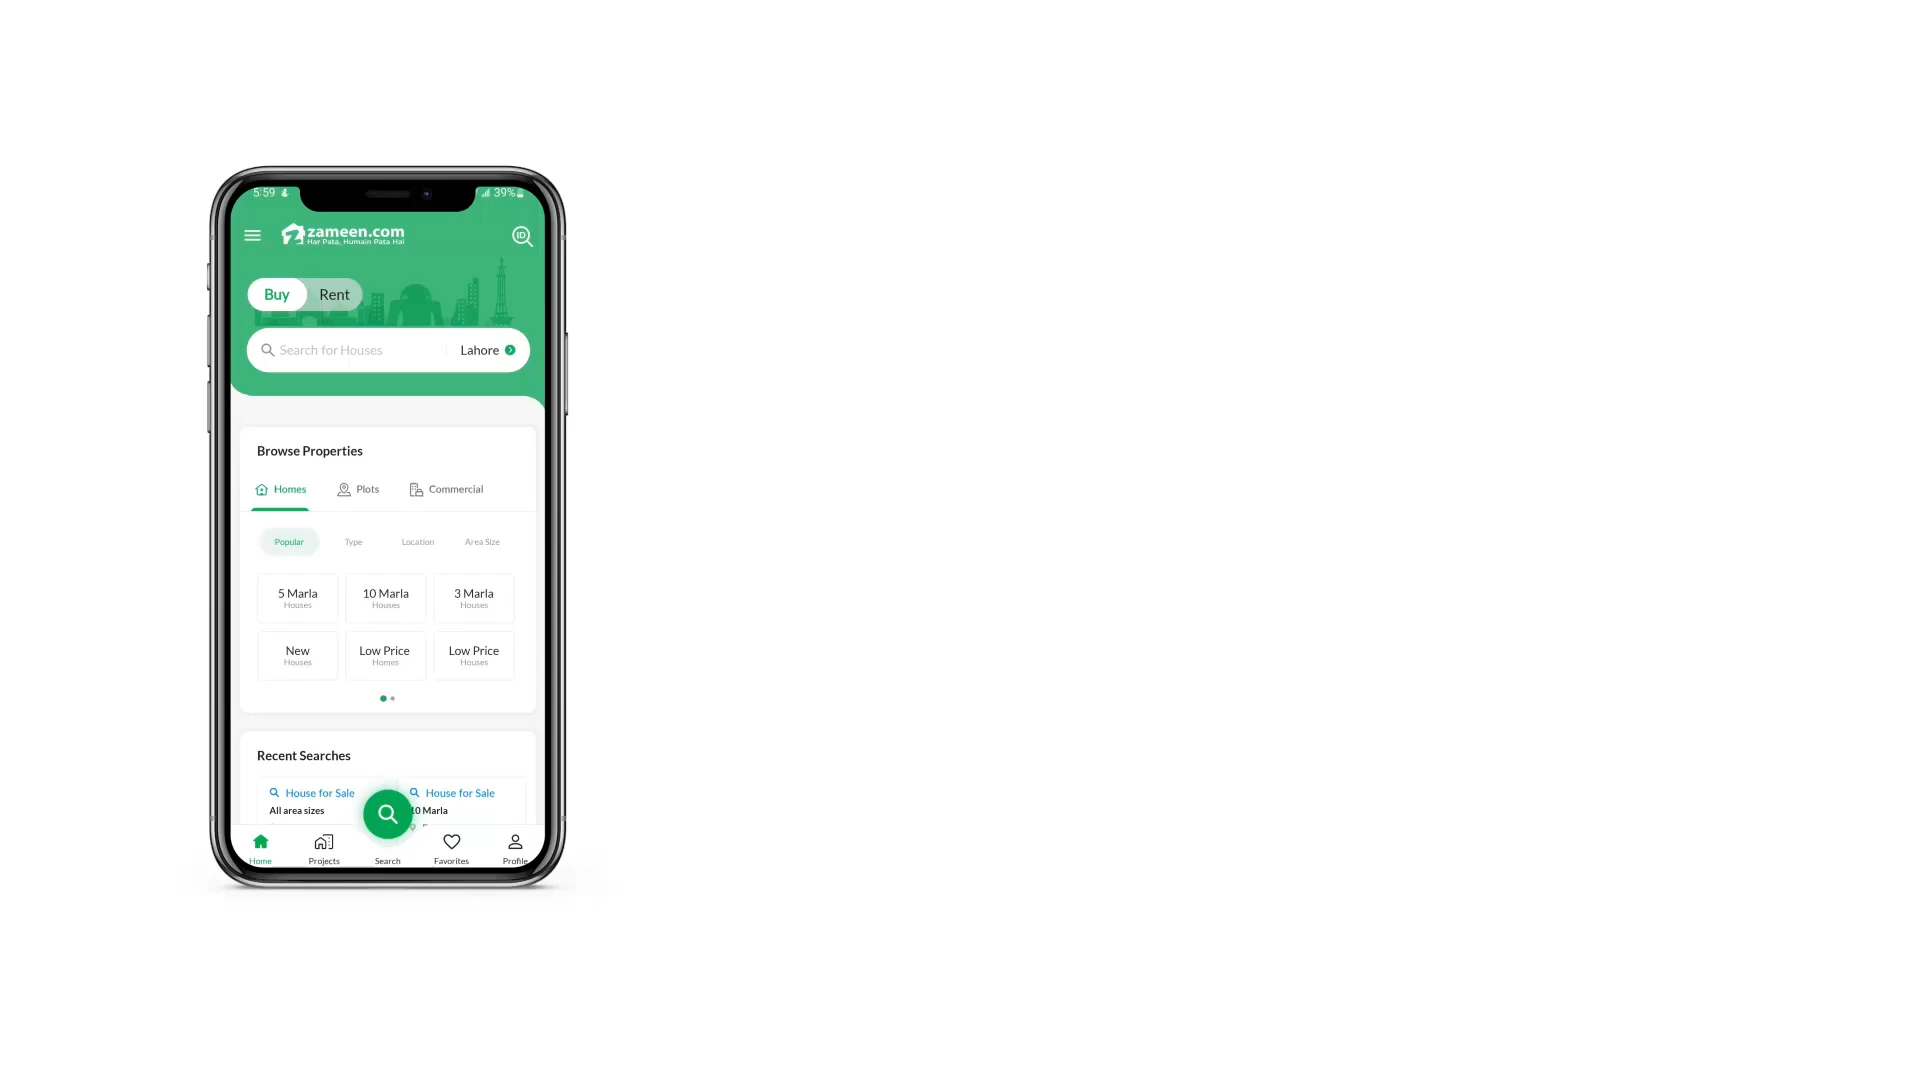 5:59
39%
zameen.com
Har Pata, Humain Pata Hai
ID
Buy Rent
Search for Houses Lahore
Browse Properties
Homes Plots Commercial
Popular Type Location Area Size
5 Marla 10 Marla 3 Marla
Houses Houses Houses
New Low Price Low Price
Houses Homes Houses
Recent Searches
House for Sale House for Sale
All area sizes 10 Marla
Home Projects Search Favorites Profile